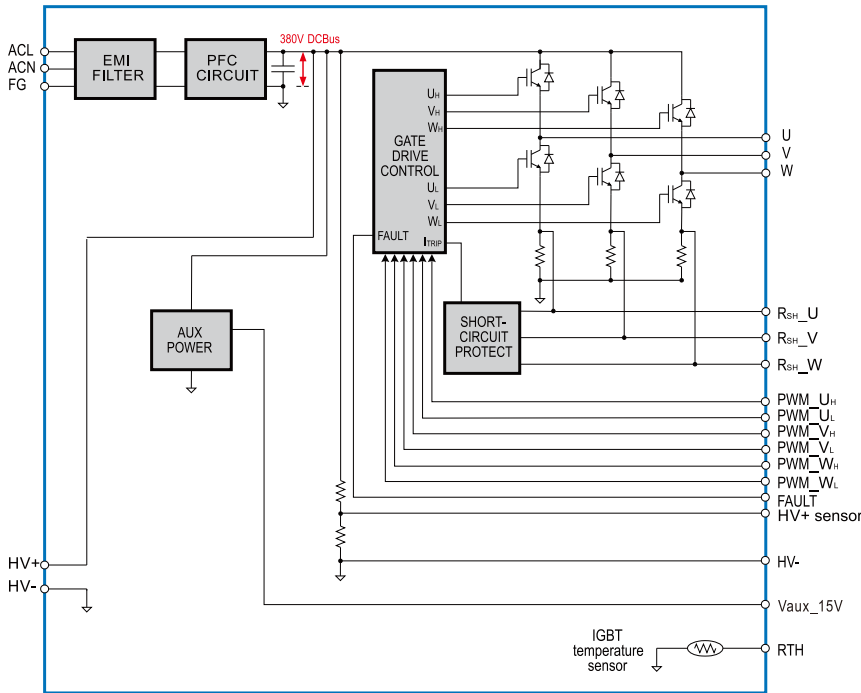 380V DCBus
ACL
ACN
FG
EMI
FILTER
PFC
CIRCUIT
UH
VH
WH
GATE
DRIVE
CONTROL
UL
VL
WL
FAULT
ITRIP
U
V
W
AUX
POWER
SHORT-
CIRCUIT
PROTECT
RSH_U
RSH_V
RSH_W
PWM_UH
PWM_UL
PWM_VH
PWM_VL
PWM_WH
PWM_WL
FAULT
HV+ sensor
HV+
HV-
HV-
Vaux_15V
IGBT
temperature
sensor
RTH